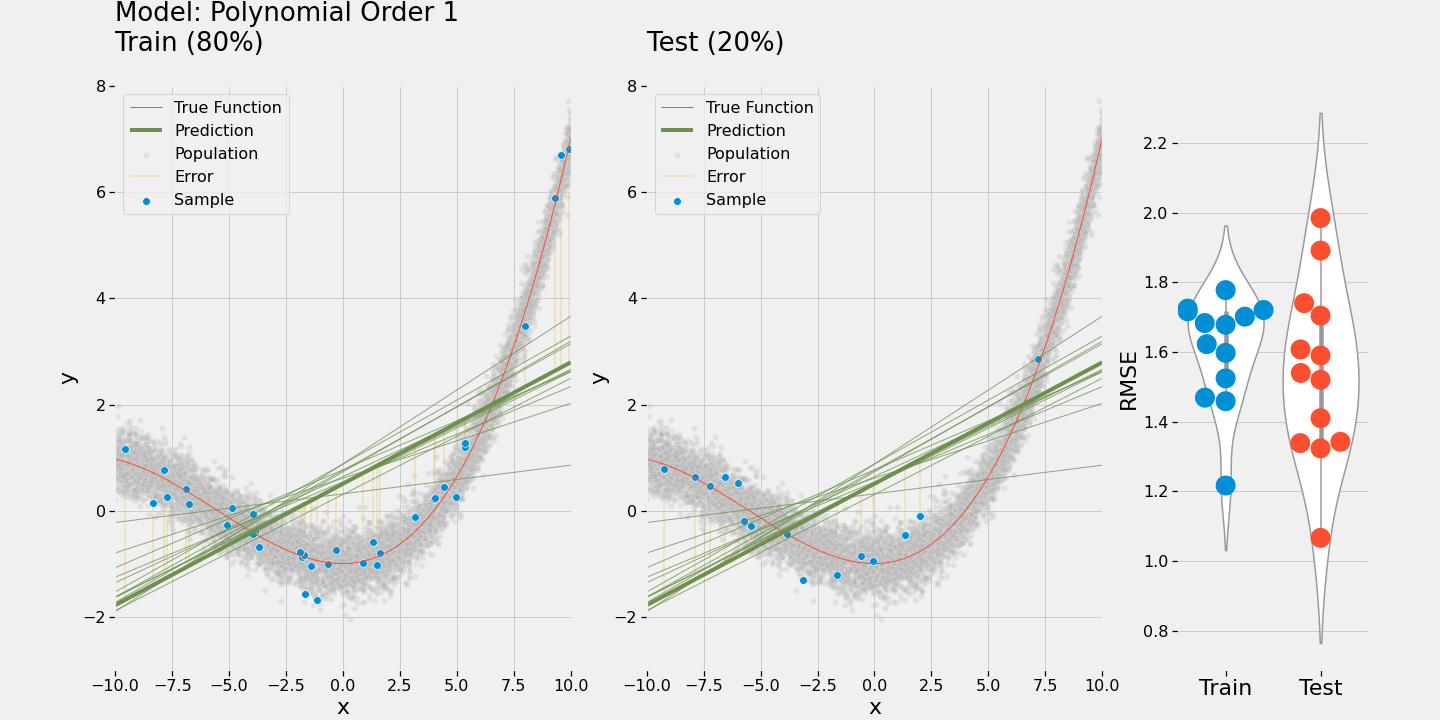 Model: Polynomial Order 1
Train (80%)
Test (20%)
8
6
4
2
0
−2
y
True Function
Prediction
Population
Error
Sample
−10.0 −7.5 −5.0 −2.5 0.0 2.5 5.0 7.5 10.0
x
8
6
4
2
0
−2
y
True Function
Prediction
Population
Error
Sample
−10.0 −7.5 −5.0 −2.5 0.0 2.5 5.0 7.5 10.0
x
2.2
2.0
1.8
1.6
1.4
1.2
1.0
0.8
RMSE
Train Test